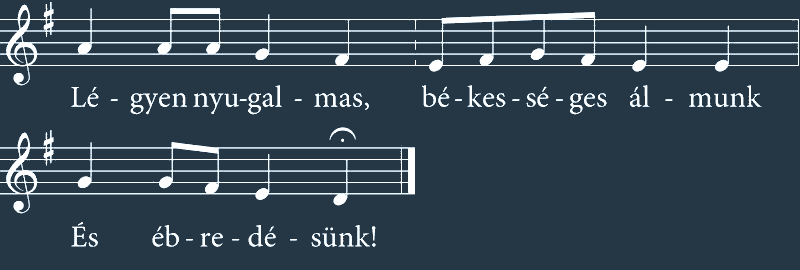 Lé - gyen nyu-gal - mas, bé - kes - sé - ges ál - munk
És éb - re - dé - sünk!